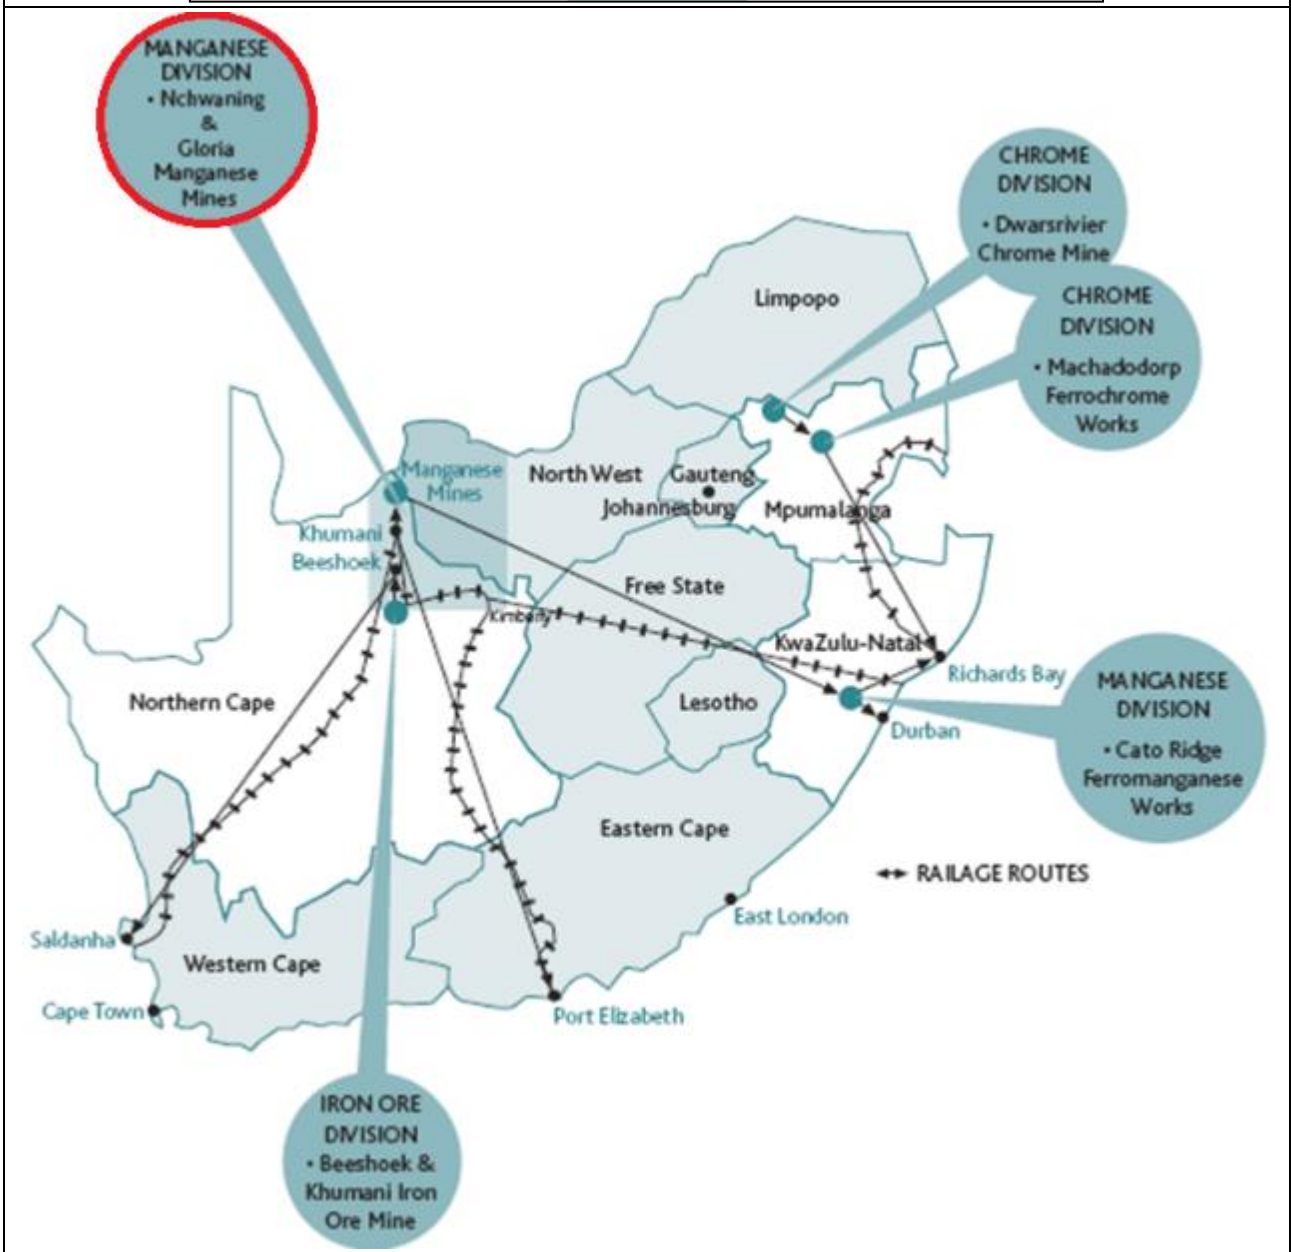 MANGANESE
DIVISION
• Nchwaning
&
Gloria
Manganese
Mines
CHROME
DIVISION
• Dwarsrivier
Chrome Mine
CHROME
DIVISION
• Machadodorp
Ferrochrome
Works
Limpopo
Manganese
Mines
North West
Gauteng
Johannesburg
Mpumalanga
Khumani
Beeshoek
Free State
Kimberly
KwaZulu-Natal
Richards Bay
Northern Cape
Lesotho
Durban
MANGANESE
DIVISION
• Cato Ridge
Ferromanganese
Works
Eastern Cape
RAILAGE ROUTES
East London
Saldanha
Western Cape
Cape Town
Port Elizabeth
IRON ORE
DIVISION
• Beeshoek &
Khumani Iron
Ore Mine